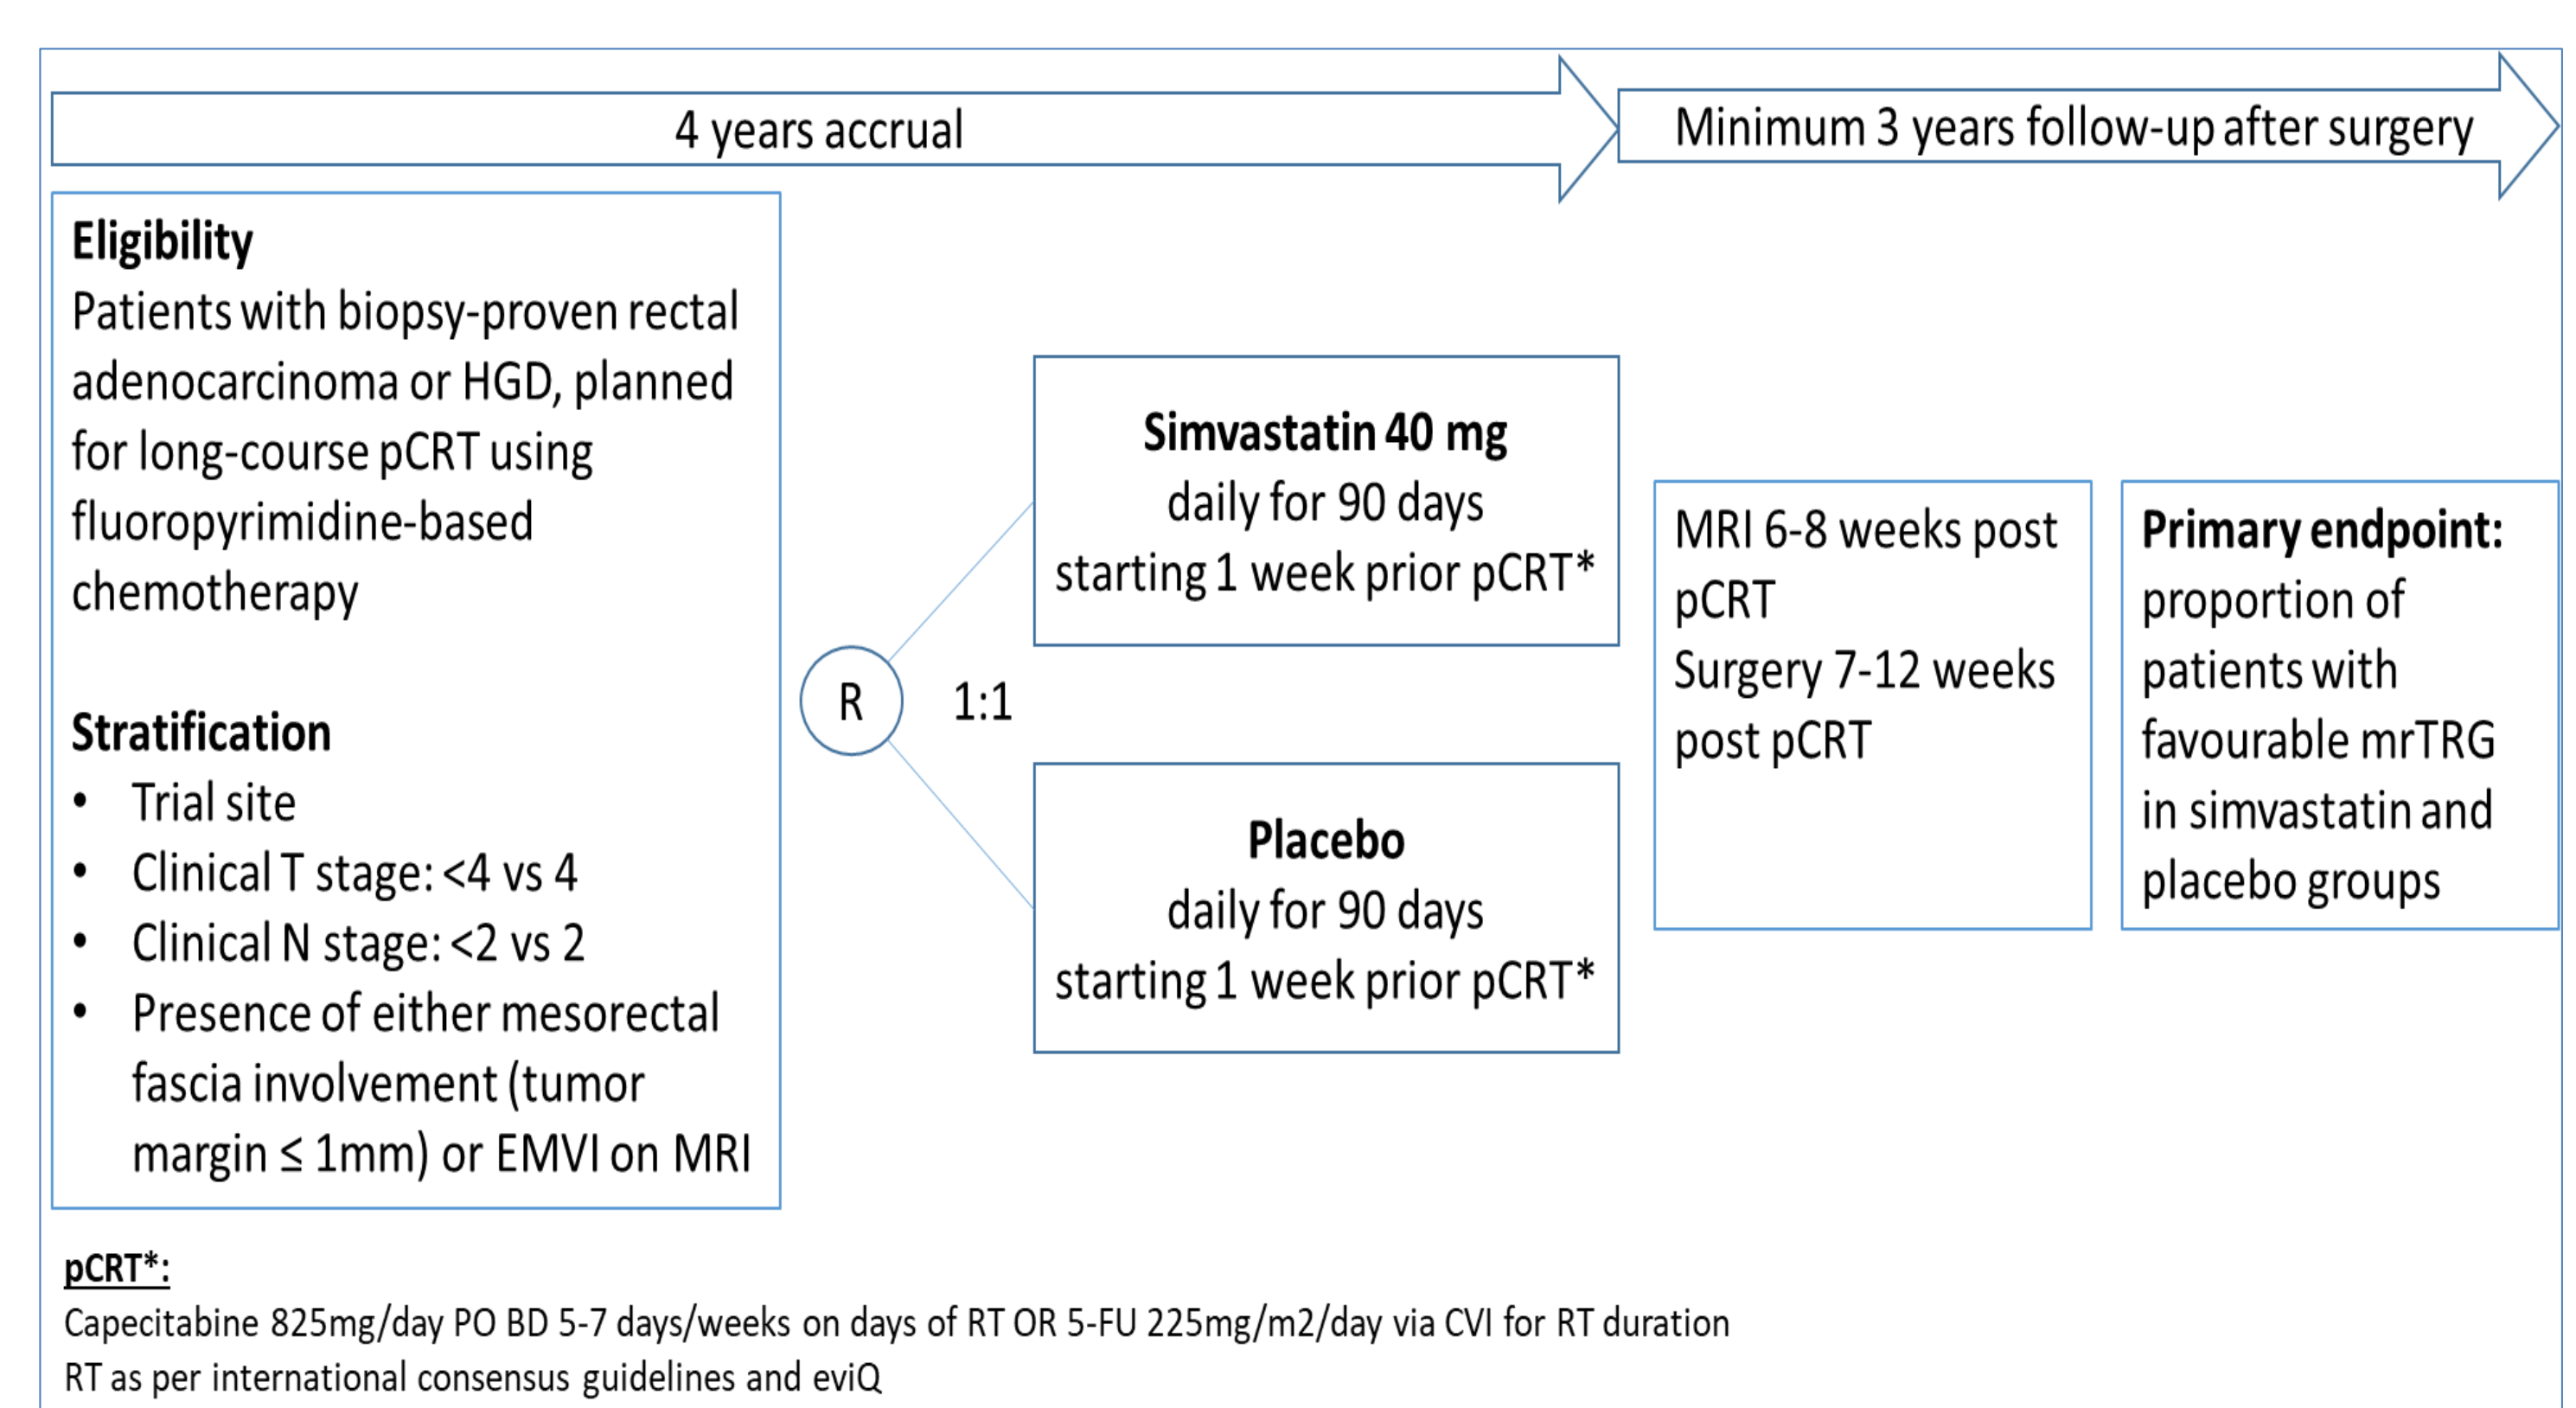 4 years accrual
Minimum 3 years follow-up after surgery
Eligibility
Patients with biopsy-proven rectal
adenocarcinoma or HGD, planned
for long-course pCRT using
fluoropyrimidine-based
chemotherapy
Stratification
• Trial site
• Clinical T stage: <4 vs 4
• Clinical N stage: <2 vs 2
• Presence of either mesorectal
fascia involvement (tumor
margin ≤ 1mm) or EMVI on MRI
R
1:1
Simvastatin 40 mg
daily for 90 days
starting 1 week prior pCRT*
Placebo
daily for 90 days
starting 1 week prior pCRT*
MRI 6-8 weeks post
pCRT
Surgery 7-12 weeks
post pCRT
Primary endpoint:
proportion of
patients with
favourable mrTRG
in simvastatin and
placebo groups
pCRT*:
Capecitabine 825mg/day PO BD 5-7 days/weeks on days of RT OR 5-FU 225mg/m2/day via CVI for RT duration
RT as per international consensus guidelines and eviQ